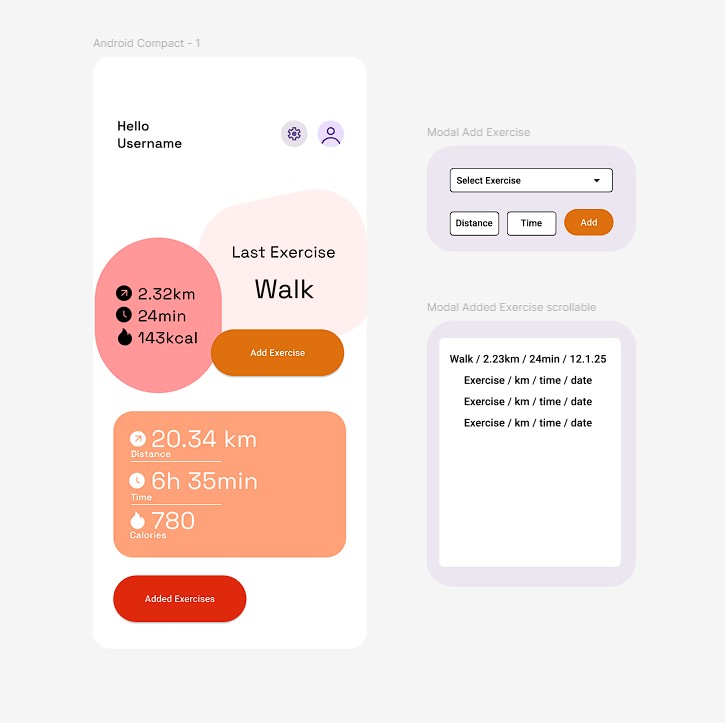 Android Compact - 1
Hello
Username
Last Exercise
Walk
2.32km
24min
143kcal
Add Exercise
20.34 km
Distance
6h 35min
Time
780
Calories
Added Exercises
Modal Add Exercise
Select Exercise
Distance
Time
Add
Modal Added Exercise scrollable
Walk / 2.23km / 24min / 12.1.25
Exercise / km / time / date
Exercise / km / time / date
Exercise / km / time / date